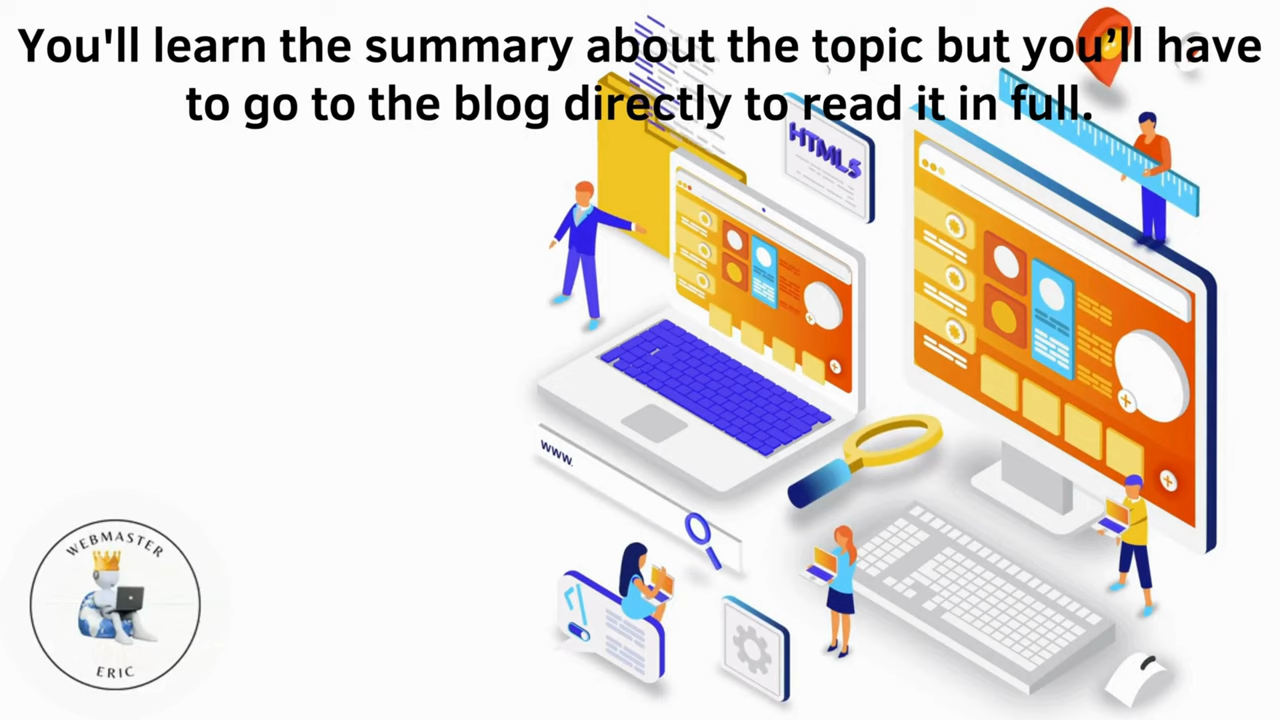 You'll learn the summary about the topic but you’ll have
to go to the blog directly to read it in full.
HTML5
www.
WEBMASTER
ERIC